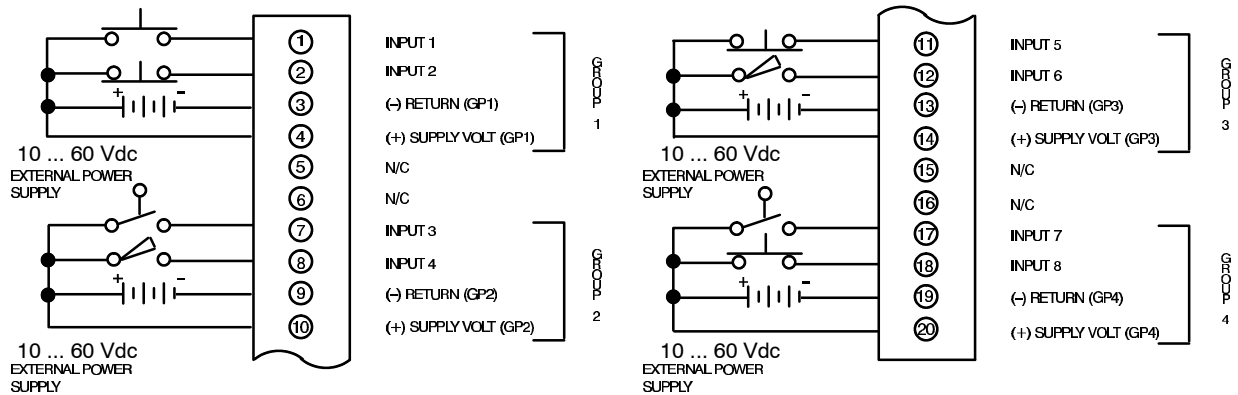 1 INPUT 1
2 INPUT 2
+ - 3 (–) RETURN (GP1)
4 (+) SUPPLY VOLT (GP1)
GROUP 1
10 ... 60 Vdc
EXTERNAL POWER
SUPPLY
5 N/C
6 N/C
7 INPUT 3
8 INPUT 4
+ - 9 (–) RETURN (GP2)
10 (+) SUPPLY VOLT (GP2)
GROUP 2
10 ... 60 Vdc
EXTERNAL POWER
SUPPLY
11 INPUT 5
12 INPUT 6
+ - 13 (–) RETURN (GP3)
14 (+) SUPPLY VOLT (GP3)
GROUP 3
10 ... 60 Vdc
EXTERNAL POWER
SUPPLY
15 N/C
16 N/C
17 INPUT 7
18 INPUT 8
+ - 19 (–) RETURN (GP4)
20 (+) SUPPLY VOLT (GP4)
GROUP 4
10 ... 60 Vdc
EXTERNAL POWER
SUPPLY